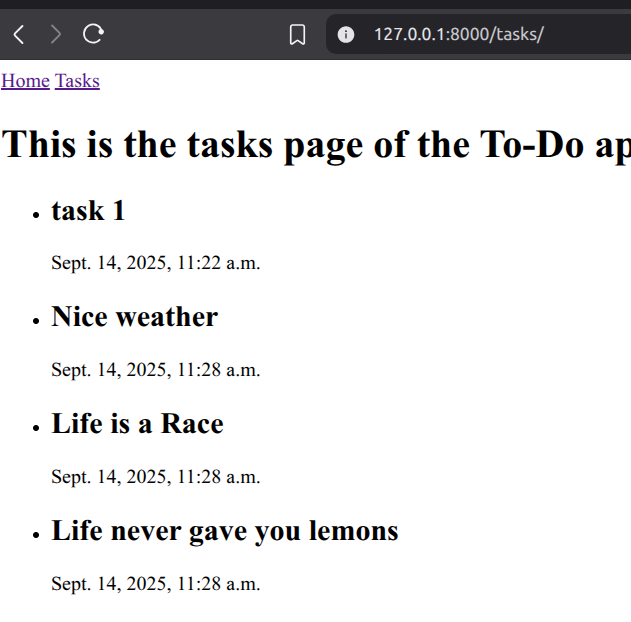 127.0.0.1:8000/tasks/
Home Tasks
This is the tasks page of the To-Do ap
task 1
Sept. 14, 2025, 11:22 a.m.
Nice weather
Sept. 14, 2025, 11:28 a.m.
Life is a Race
Sept. 14, 2025, 11:28 a.m.
Life never gave you lemons
Sept. 14, 2025, 11:28 a.m.